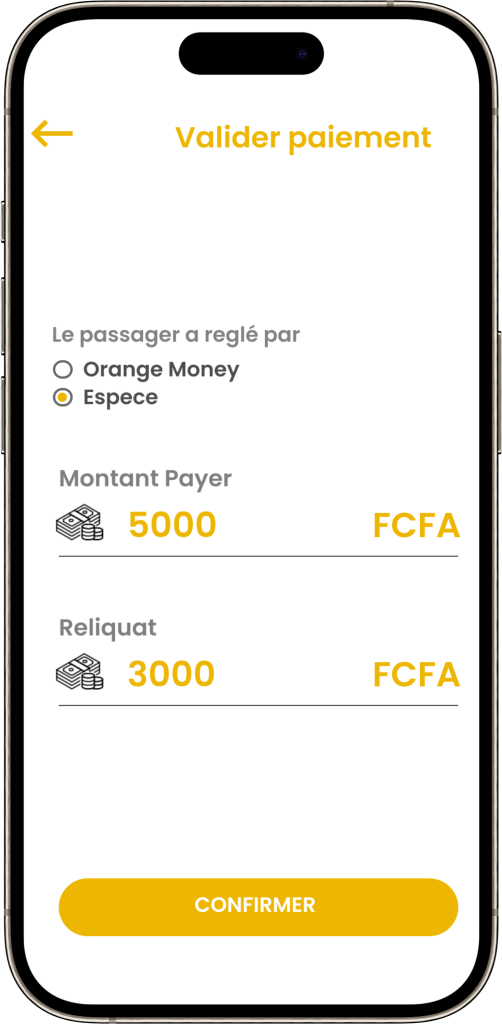 Valider paiement
Le passager a reglé par
Orange Money
Espece
Montant Payer
5000 FCFA
Reliquat
3000 FCFA
CONFIRMER